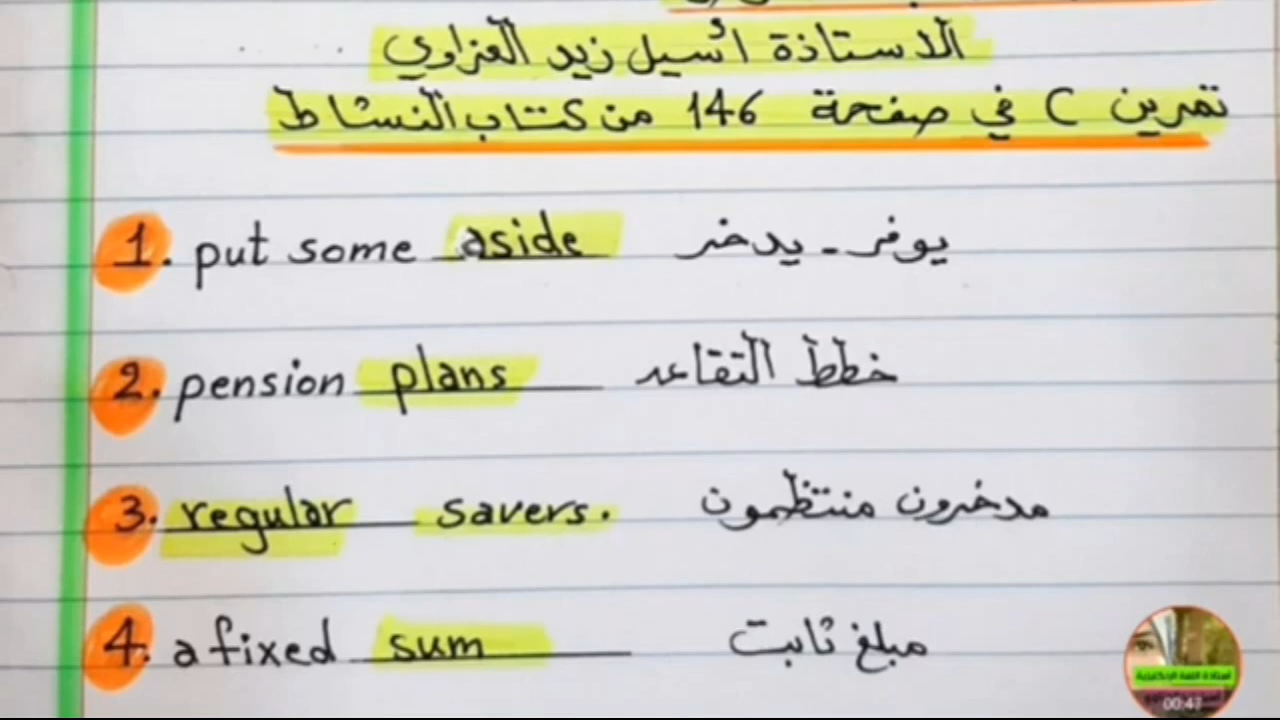 الاستاذة اسيل زيد العزاوي
تمرين C في صفحة 146 من كتاب النشاط
1. put some aside يوفر - يدخر
2. pension plans خطط التقاعد
3. regular savers. مدخرون منتظمون
4. a fixed sum مبلغ ثابت
00:47